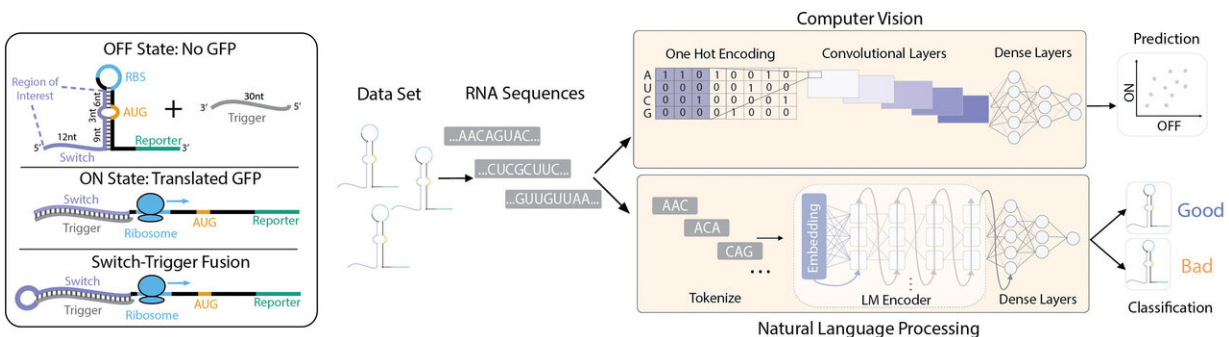 OFF State: No GFP
Region of
Interest
RBS
6nt
3nt
AUG
9nt
12nt
5'
Switch
Reporter
3'
+
30nt
3'
5'
Trigger
ON State: Translated GFP
Switch
Trigger
Ribosome
AUG
Reporter
Switch-Trigger Fusion
Switch
Trigger
Ribosome
AUG
Reporter
Data Set
RNA Sequences
...AACAGUAC...
...CUCGCUUC...
...GUUGUUAA...
Computer Vision
One Hot Encoding
A 1 1 0 1 0 0 1 0
U 0 0 0 0 0 1 0 0
C 0 0 1 0 0 0 0 1
G 0 0 0 0 1 0 0 0
Convolutional Layers
Dense Layers
Prediction
ON
OFF
AAC
ACA
CAG
...
Tokenize
Embedding
LM Encoder
Dense Layers
Natural Language Processing
Good
Bad
Classification